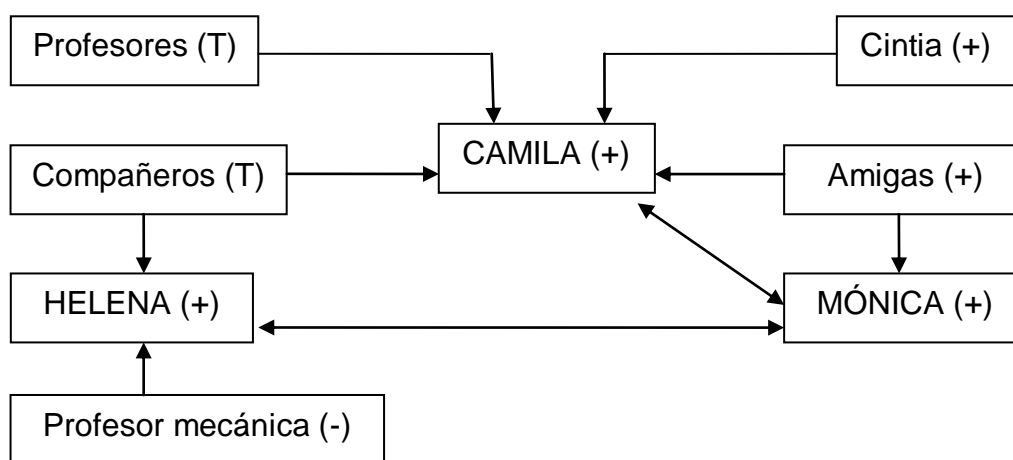 Profesores (T)
Cintia (+)
CAMILA (+)
Compañeros (T)
Amigas (+)
HELENA (+)
MÓNICA (+)
Profesor mecánica (-)